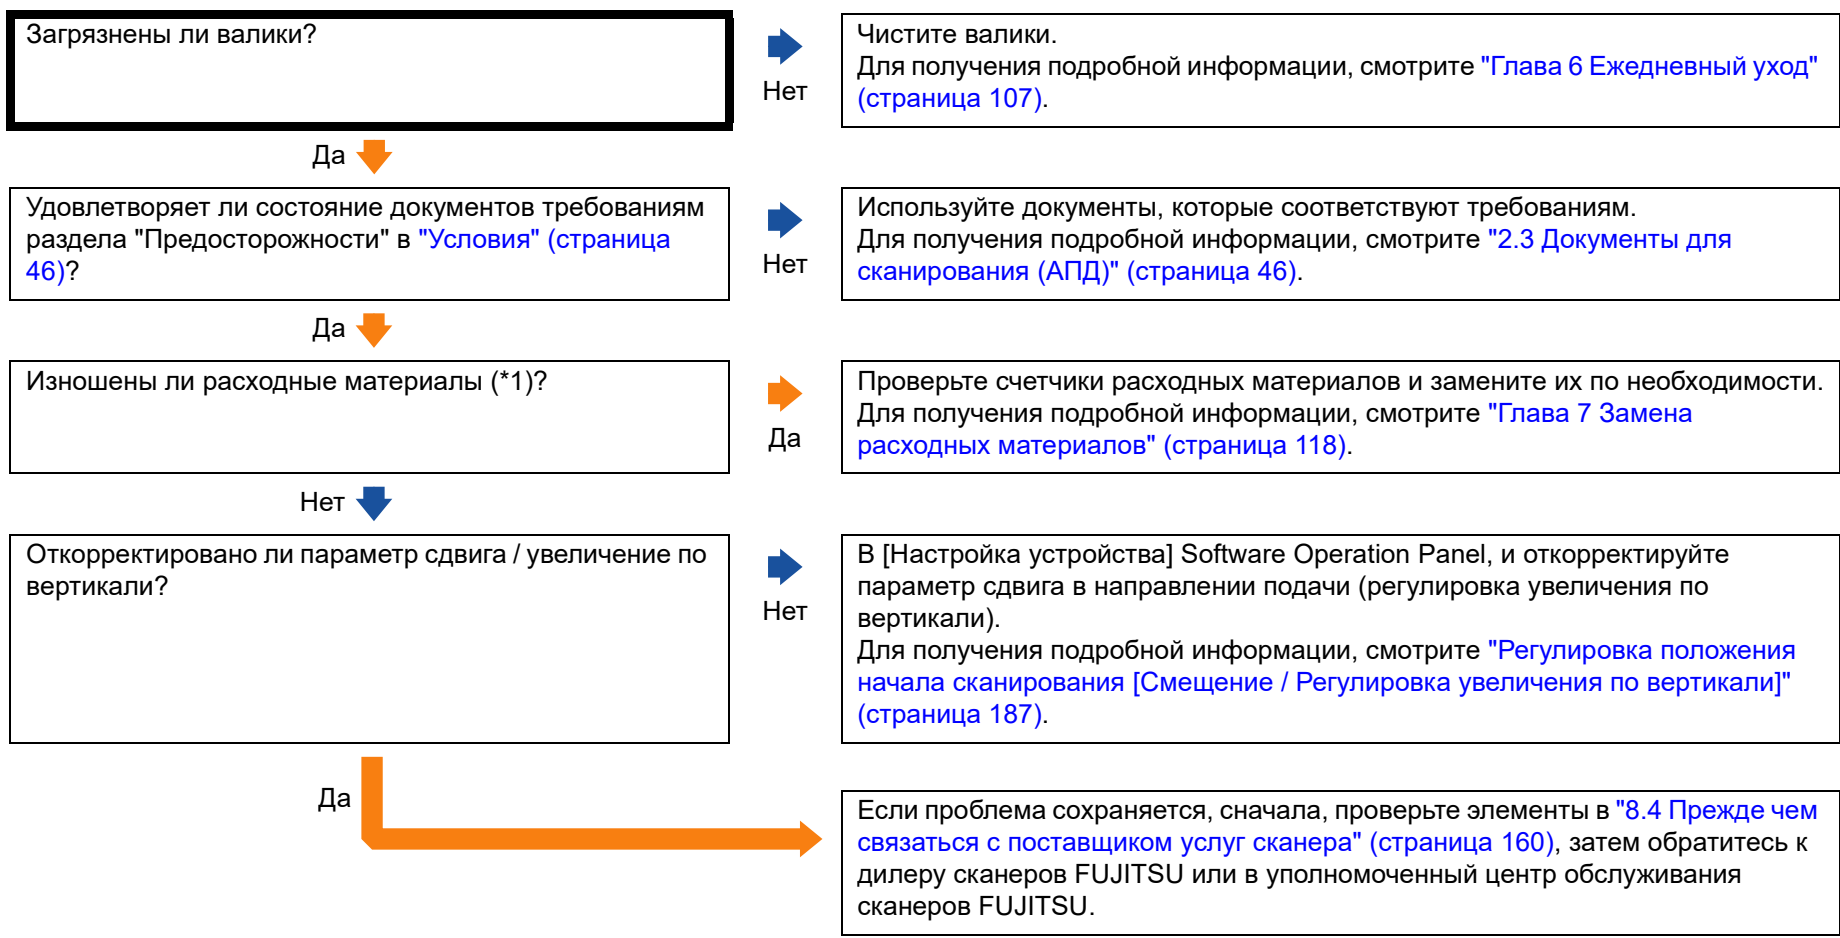 Загрязнены ли валики?
Нет
Чистите валики.
Для получения подробной информации, смотрите "Глава 6 Ежедневный уход"
(страница 107).
Да
Удовлетворяет ли состояние документов требованиям
раздела "Предосторожности" в "Условия" (страница
46)?
Нет
Используйте документы, которые соответствуют требованиям.
Для получения подробной информации, смотрите "2.3 Документы для
сканирования (АПД)" (страница 46).
Да
Изношены ли расходные материалы (*1)?
Да
Проверьте счетчики расходных материалов и замените их по необходимости.
Для получения подробной информации, смотрите "Глава 7 Замена
расходных материалов" (страница 118).
Нет
Откорректировано ли параметр сдвига / увеличение по
вертикали?
Нет
В [Настройка устройства] Software Operation Panel, и откорректируйте
параметр сдвига в направлении подачи (регулировка увеличения по
вертикали).
Для получения подробной информации, смотрите "Регулировка положения
начала сканирования [Смещение / Регулировка увеличения по вертикали]"
(страница 187).
Да
Если проблема сохраняется, сначала, проверьте элементы в "8.4 Прежде чем
связаться с поставщиком услуг сканера" (страница 160), затем обратитесь к
дилеру сканеров FUJITSU или в уполномоченный центр обслуживания
сканеров FUJITSU.